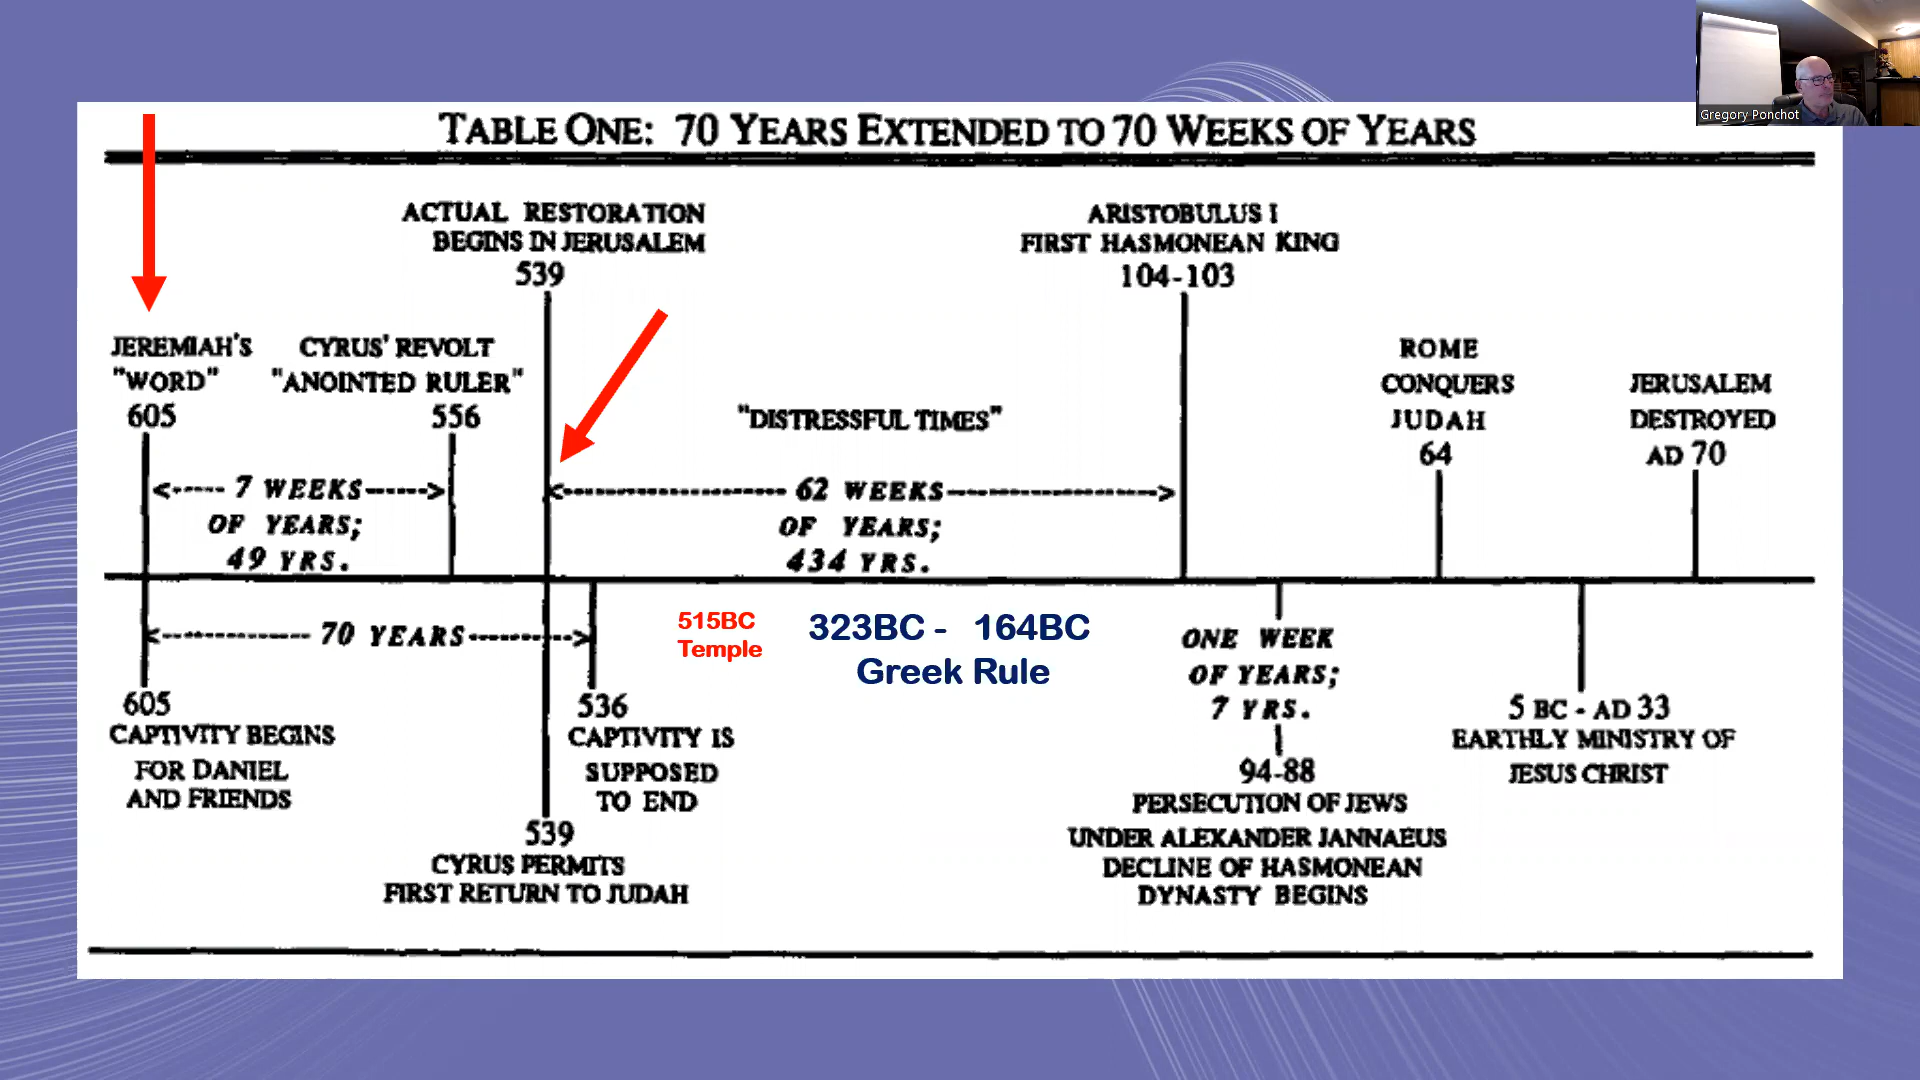 Gregory Ponchot
TABLE ONE: 70 YEARS EXTENDED TO 70 WEEKS OF YEARS
ACTUAL RESTORATION
BEGINS IN JERUSALEM
539
ARISTOBULUS I
FIRST HASMONEAN KING
104-103
JEREMIAH'S
"WORD"
605
CYRUS' REVOLT
"ANOINTED RULER"
556
"DISTRESSFUL TIMES"
ROME
CONQUERS
JUDAH
64
JERUSALEM
DESTROYED
AD 70
7 WEEKS
OF YEARS;
49 YRS.
62 WEEKS
OF YEARS;
434 YRS.
70 YEARS
515BC
Temple
323BC - 164BC
Greek Rule
ONE WEEK
OF YEARS;
7 YRS.
605
CAPTIVITY BEGINS
FOR DANIEL
AND FRIENDS
536
CAPTIVITY IS
SUPPOSED
TO END
539
CYRUS PERMITS
FIRST RETURN TO JUDAH
94-88
PERSECUTION OF JEWS
UNDER ALEXANDER JANNAEUS
DECLINE OF HASMONEAN
DYNASTY BEGINS
5 BC - AD 33
EARTHLY MINISTRY OF
JESUS CHRIST